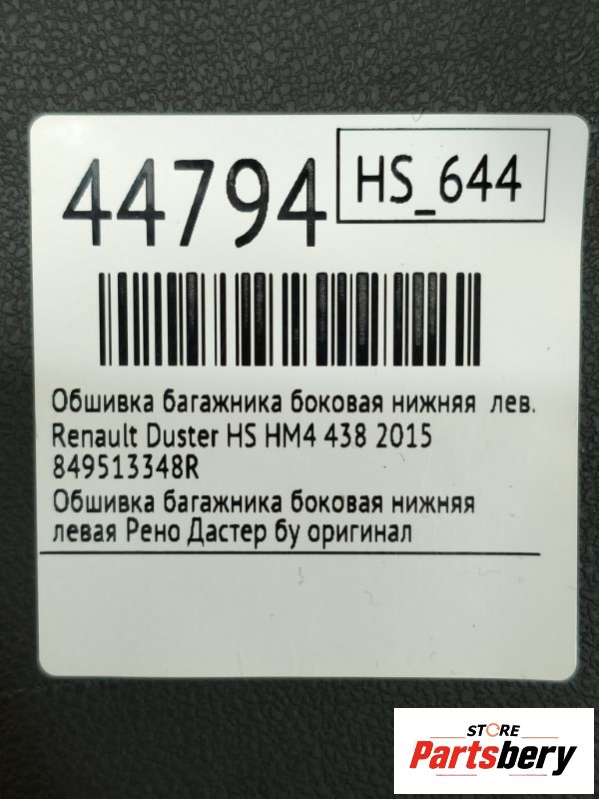 44794
HS_644
Обшивка багажника боковая нижняя лев.
Renault Duster HS HM4 438 2015
849513348R
Обшивка багажника боковая нижняя
левая Рено Дастер бу оригинал
STORE
Partsbery